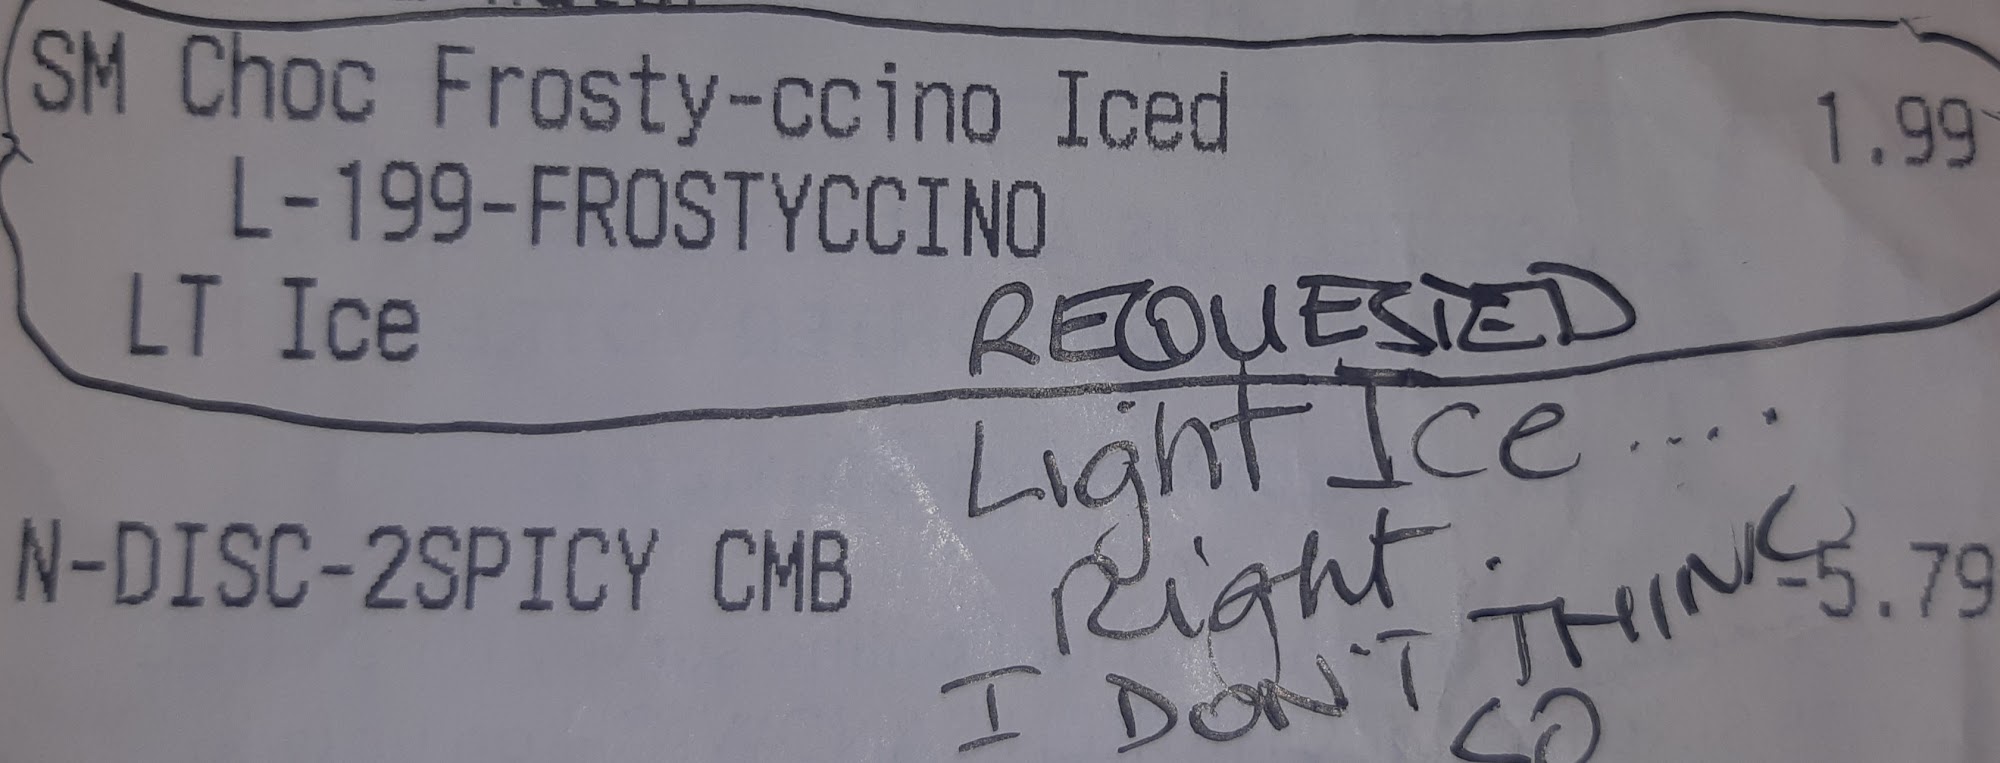 SM Choc Frosty-ccino Iced 1.99
L-199-FROSTYCCINO
LT Ice
REQUESTED
Light Ice....
N-DISC-2SPICY CMB -5.79
Right.
I DON'T THINK
SO